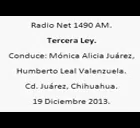 Radio Net 1490 AM.
Tercera Ley.
Conduce: Mónica Alicia Juárez,
Humberto Leal Valenzuela.
Cd. Juárez, Chihuahua.
19 Diciembre 2013.